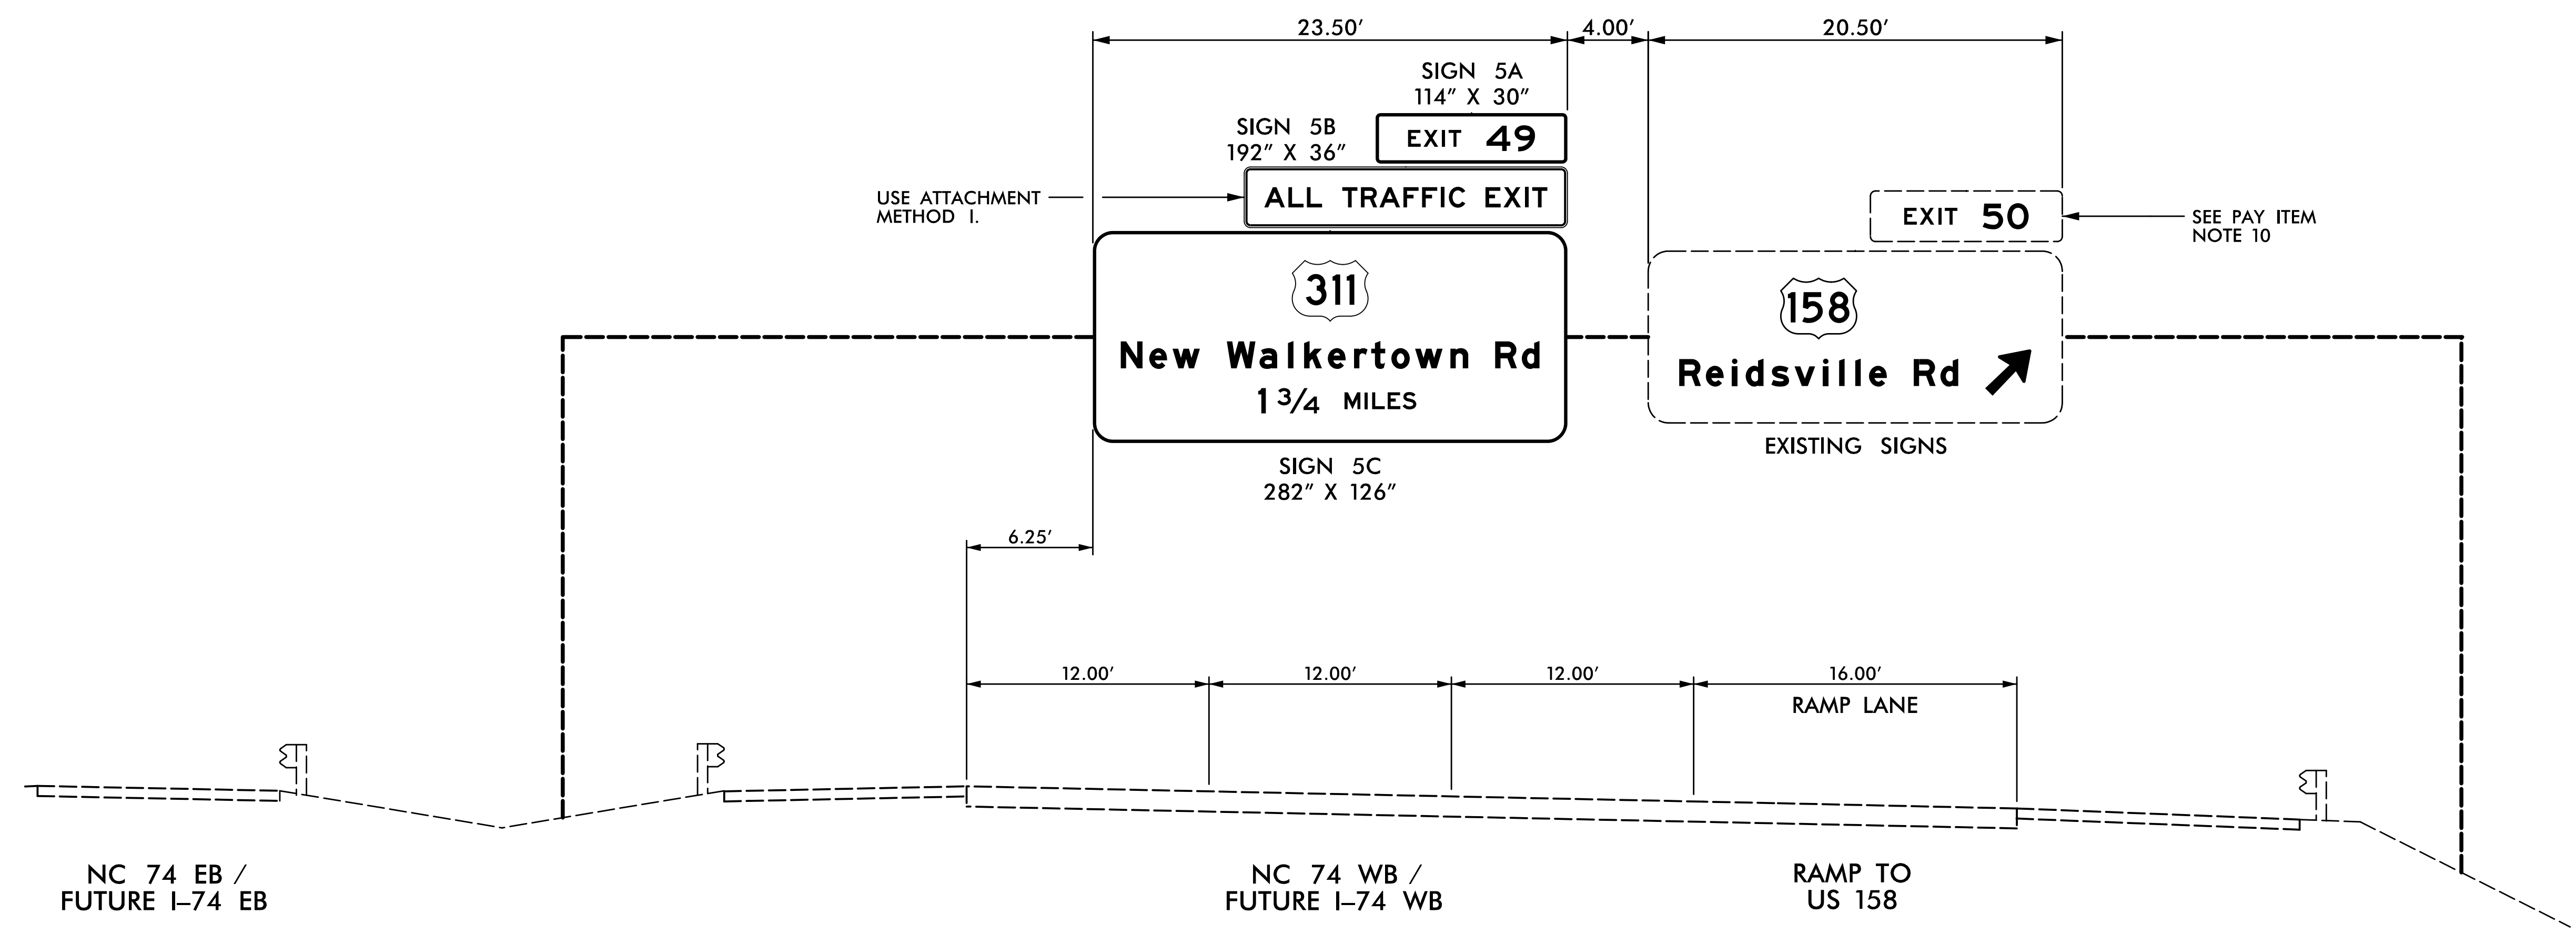 23.50′ 4.00′ 20.50′
SIGN 5A
114″ X 30″
SIGN 5B
192″ X 36″
EXIT 49
USE ATTACHMENT
METHOD I.
ALL TRAFFIC EXIT
EXIT 50
SEE PAY ITEM
NOTE 10
311
New Walkertown Rd
1 3/4 MILES
158
Reidsville Rd
EXISTING SIGNS
SIGN 5C
282″ X 126″
6.25′
12.00′ 12.00′ 12.00′ 16.00′
RAMP LANE
NC 74 EB /
FUTURE I–74 EB
NC 74 WB /
FUTURE I–74 WB
RAMP TO
US 158